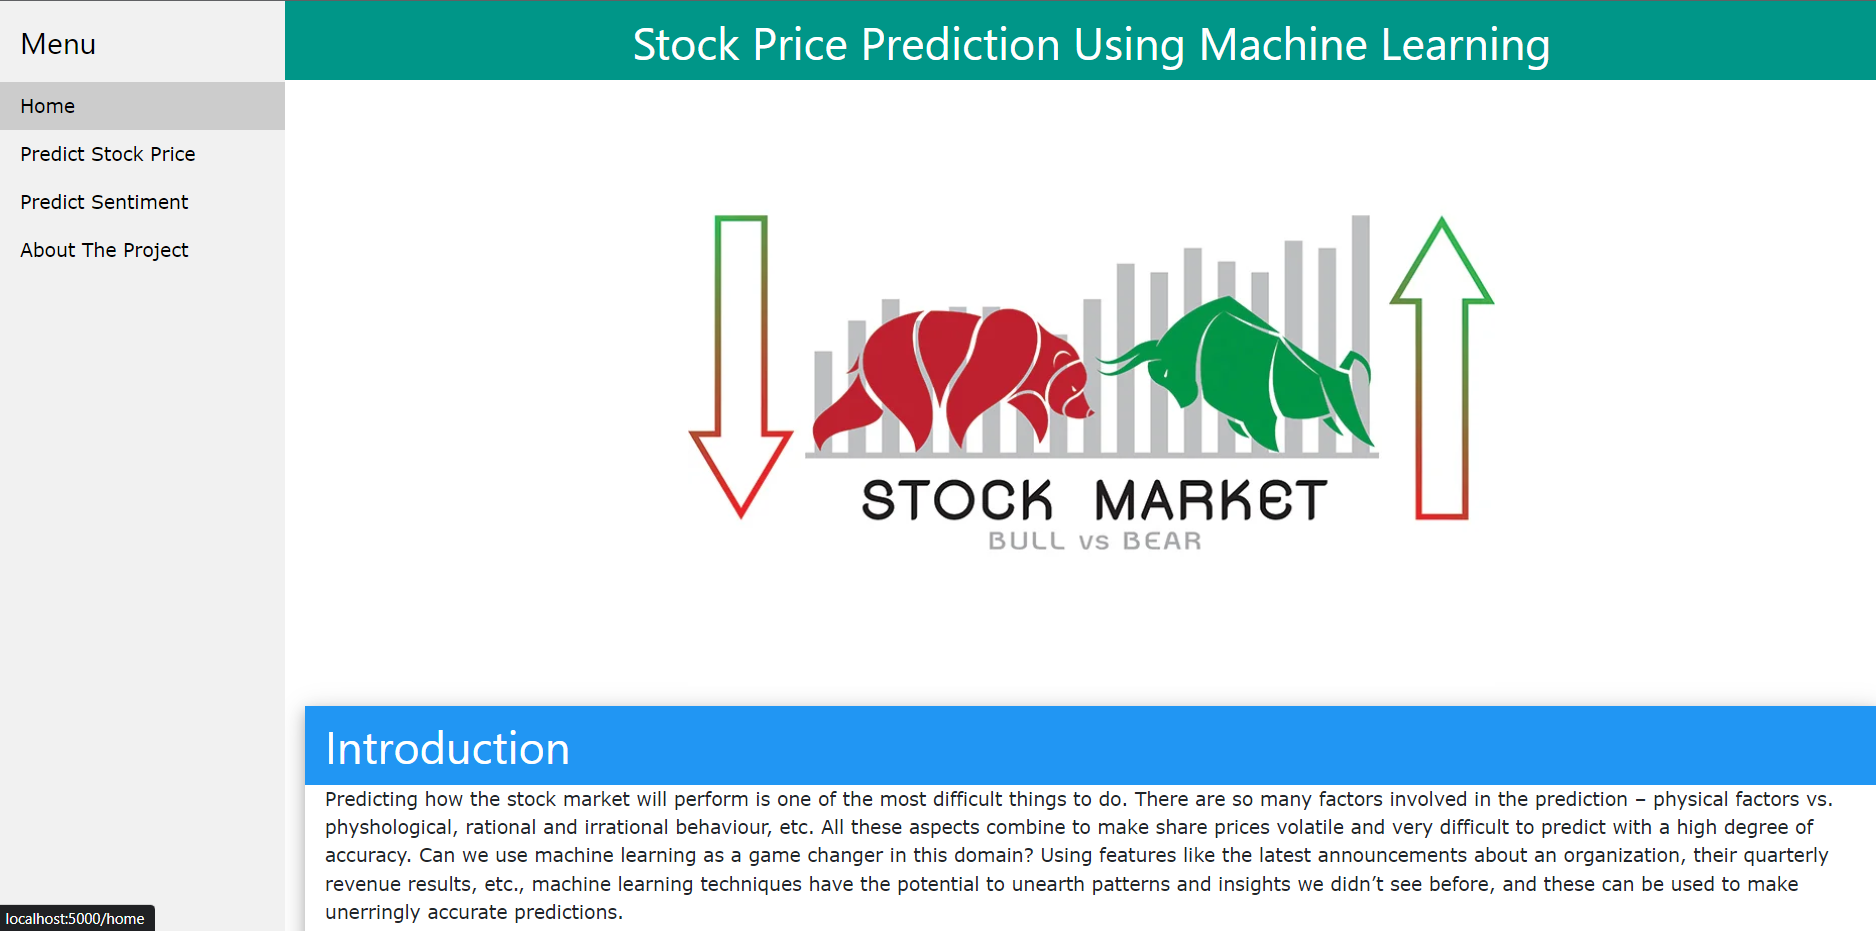 Menu
Home
Predict Stock Price
Predict Sentiment
About The Project
Stock Price Prediction Using Machine Learning
STOCK MARKET
BULL vs BEAR
Introduction
Predicting how the stock market will perform is one of the most difficult things to do. There are so many factors involved in the prediction – physical factors vs.
physhological, rational and irrational behaviour, etc. All these aspects combine to make share prices volatile and very difficult to predict with a high degree of
accuracy. Can we use machine learning as a game changer in this domain? Using features like the latest announcements about an organization, their quarterly
revenue results, etc., machine learning techniques have the potential to unearth patterns and insights we didn’t see before, and these can be used to make
unerringly accurate predictions.
localhost:5000/home